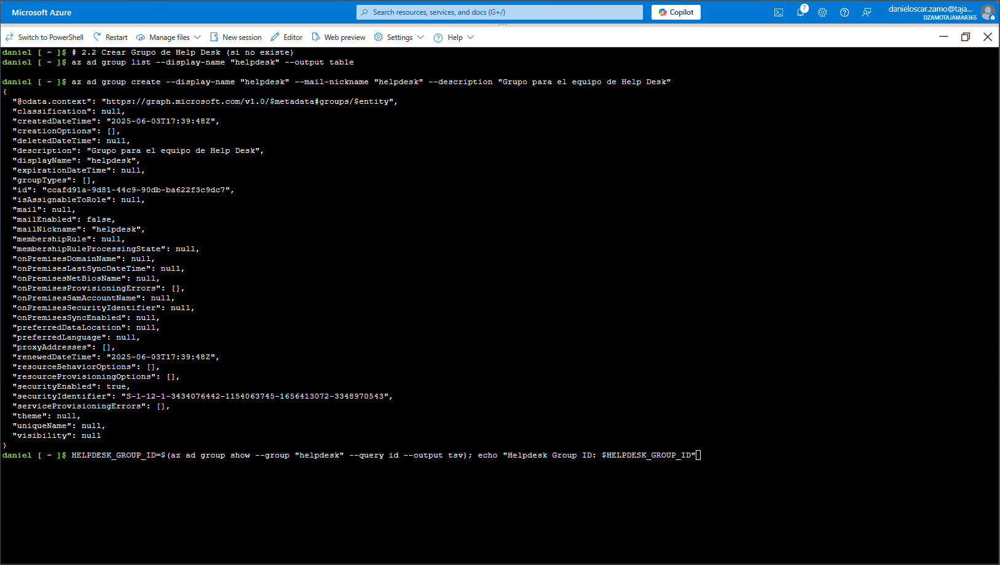 Microsoft Azure
Search resources, services, and docs (G+/)
Copilot
7
danieloscar.zamo@taja...
DZAMOTAJAMAR365
Switch to PowerShell
Restart
Manage files
New session
Editor
Web preview
Settings
Help
daniel [ ~ ]$ # 2.2 Crear Grupo de Help Desk (si no existe)
daniel [ ~ ]$ az ad group list --display-name "helpdesk" --output table
daniel [ ~ ]$ az ad group create --display-name "helpdesk" --mail-nickname "helpdesk" --description "Grupo para el equipo de Help Desk"
{
"@odata.context": "https://graph.microsoft.com/v1.0/$metadata#groups/$entity",
"classification": null,
"createdDateTime": "2025-06-03T17:39:48Z",
"creationOptions": [],
"deletedDateTime": null,
"description": "Grupo para el equipo de Help Desk",
"displayName": "helpdesk",
"expirationDateTime": null,
"groupTypes": [],
"id": "ccafd91a-9d81-44c9-90db-ba622f3c9dc7",
"isAssignableToRole": null,
"mail": null,
"mailEnabled": false,
"mailNickname": "helpdesk",
"membershipRule": null,
"membershipRuleProcessingState": null,
"onPremisesDomainName": null,
"onPremisesLastSyncDateTime": null,
"onPremisesNetBiosName": null,
"onPremisesProvisioningErrors": [],
"onPremisesSamAccountName": null,
"onPremisesSecurityIdentifier": null,
"onPremisesSyncEnabled": null,
"preferredDataLocation": null,
"preferredLanguage": null,
"proxyAddresses": [],
"renewedDateTime": "2025-06-03T17:39:48Z",
"resourceBehaviorOptions": [],
"resourceProvisioningOptions": [],
"securityEnabled": true,
"securityIdentifier": "S-1-12-1-3434076442-1154063745-1656413072-3348970543",
"serviceProvisioningErrors": [],
"theme": null,
"uniqueName": null,
"visibility": null
}
daniel [ ~ ]$ HELPDESK_GROUP_ID=$(az ad group show --group "helpdesk" --query id --output tsv); echo "Helpdesk Group ID: $HELPDESK_GROUP_ID"